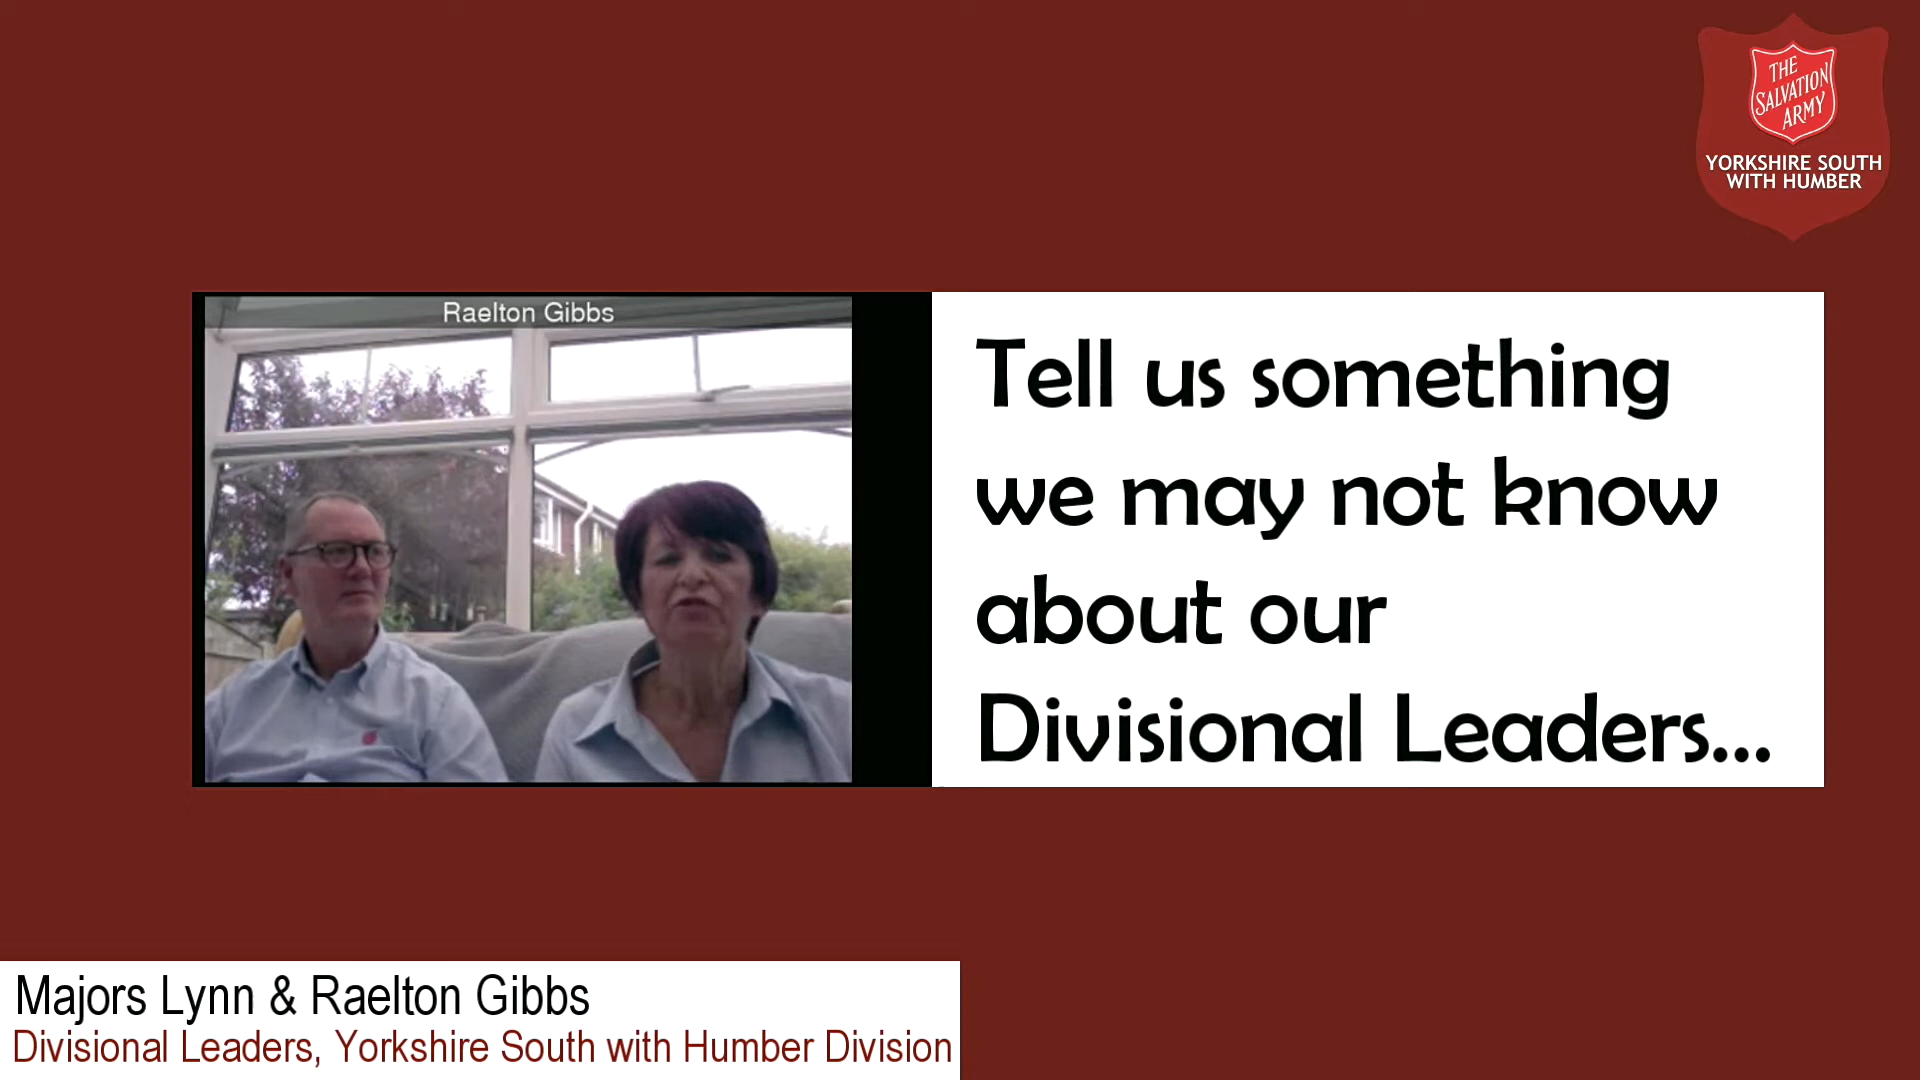 THE
SALVATION
ARMY
YORKSHIRE SOUTH
WITH HUMBER
Raelton Gibbs
Tell us something
we may not know
about our
Divisional Leaders...
Majors Lynn & Raelton Gibbs
Divisional Leaders, Yorkshire South with Humber Division